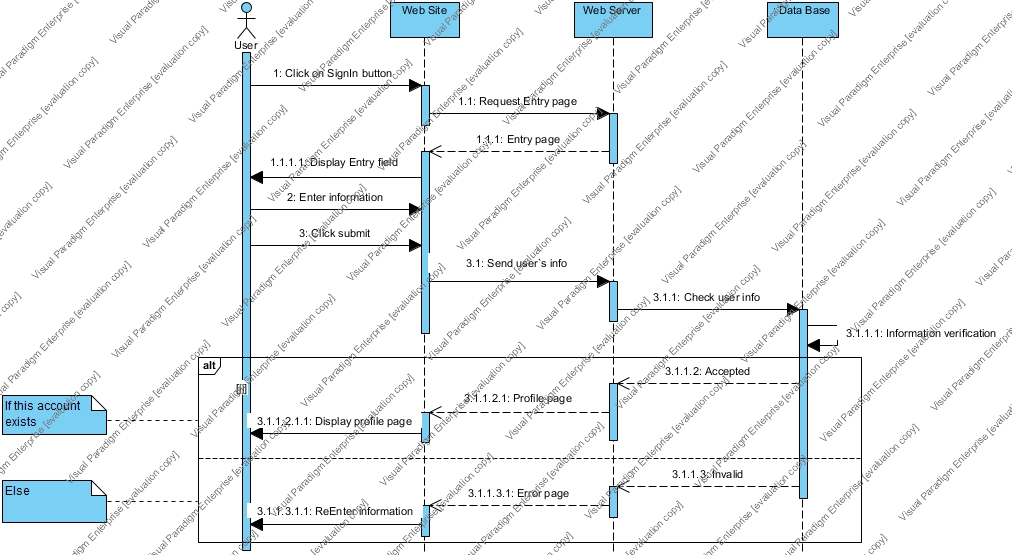 Web Site
Web Server
Data Base
User
1: Click on SignIn button
1.1: Request Entry page
1.1.1: Entry page
1.1.1.1: Display Entry field
2: Enter information
3: Click submit
3.1: Send user`s info
3.1.1: Check user info
3.1.1.1: Information verification
alt
3.1.1.2: Accepted
If this account
exists
3.1.1.2.1: Profile page
3.1.1.2.1.1: Display profile page
3.1.1.3: Invalid
Else
3.1.1.3.1: Error page
3.1.1.3.1.1: ReEnter information
Visual Paradigm Enterprise [evaluation copy]